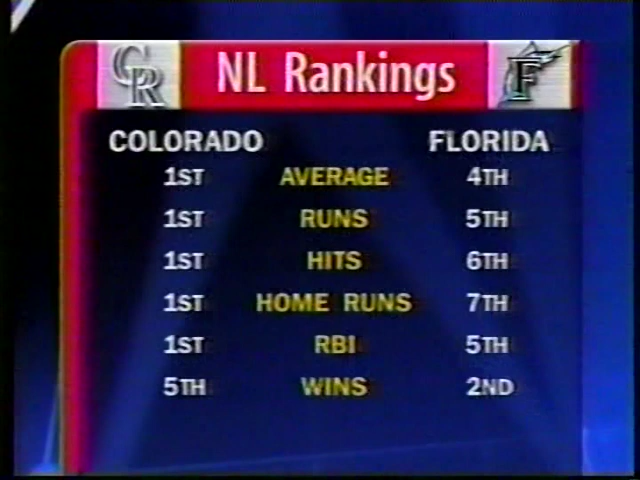 CR NL Rankings F
COLORADO FLORIDA
1ST AVERAGE 4TH
1ST RUNS 5TH
1ST HITS 6TH
1ST HOME RUNS 7TH
1ST RBI 5TH
5TH WINS 2ND